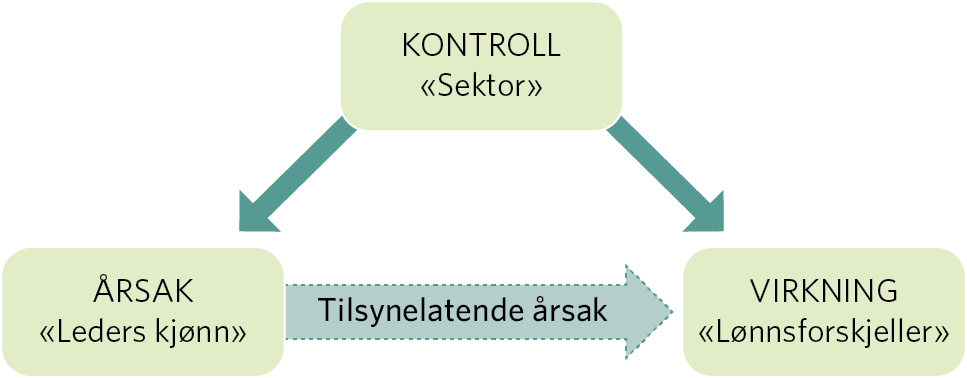 KONTROLL
«Sektor»
ÅRSAK
«Leders kjønn»
Tilsynelatende årsak
VIRKNING
«Lønnsforskjeller»